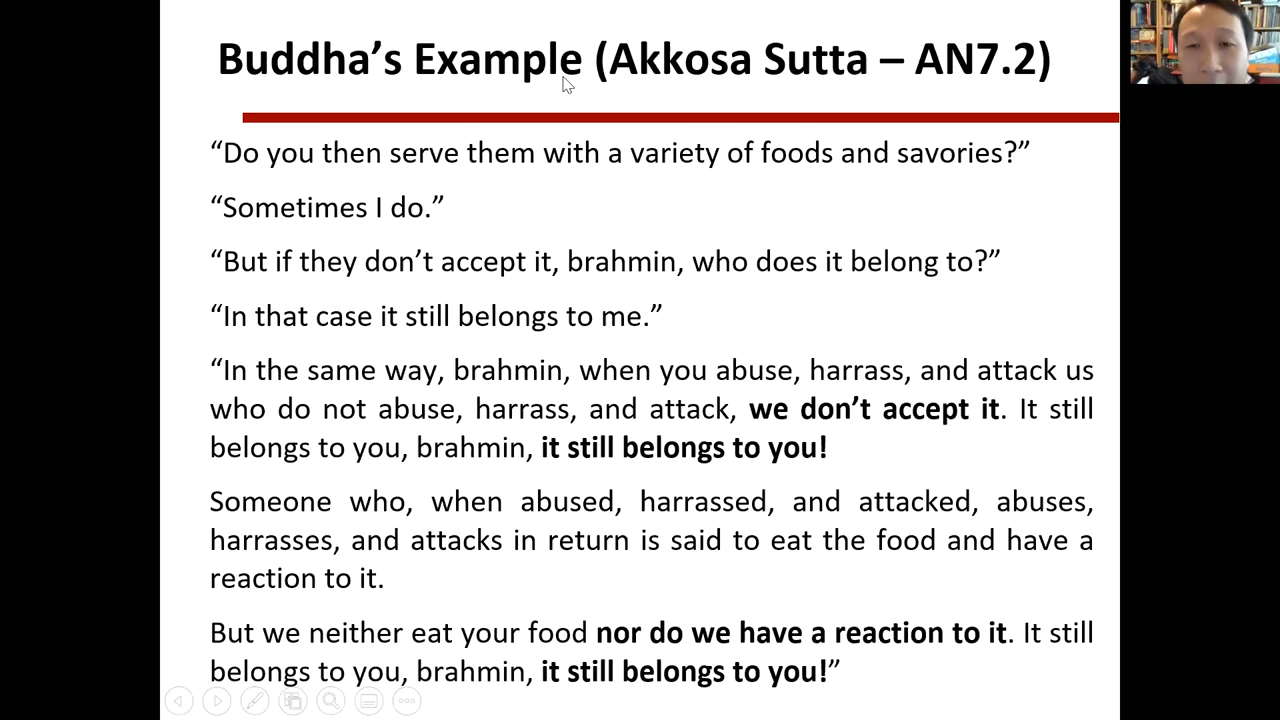 Buddha’s Example (Akkosa Sutta – AN7.2)
“Do you then serve them with a variety of foods and savories?”
“Sometimes I do.”
“But if they don’t accept it, brahmin, who does it belong to?”
“In that case it still belongs to me.”
“In the same way, brahmin, when you abuse, harrass, and attack us
who do not abuse, harrass, and attack, we don’t accept it. It still
belongs to you, brahmin, it still belongs to you!
Someone who, when abused, harrassed, and attacked, abuses,
harrasses, and attacks in return is said to eat the food and have a
reaction to it.
But we neither eat your food nor do we have a reaction to it. It still
belongs to you, brahmin, it still belongs to you!”